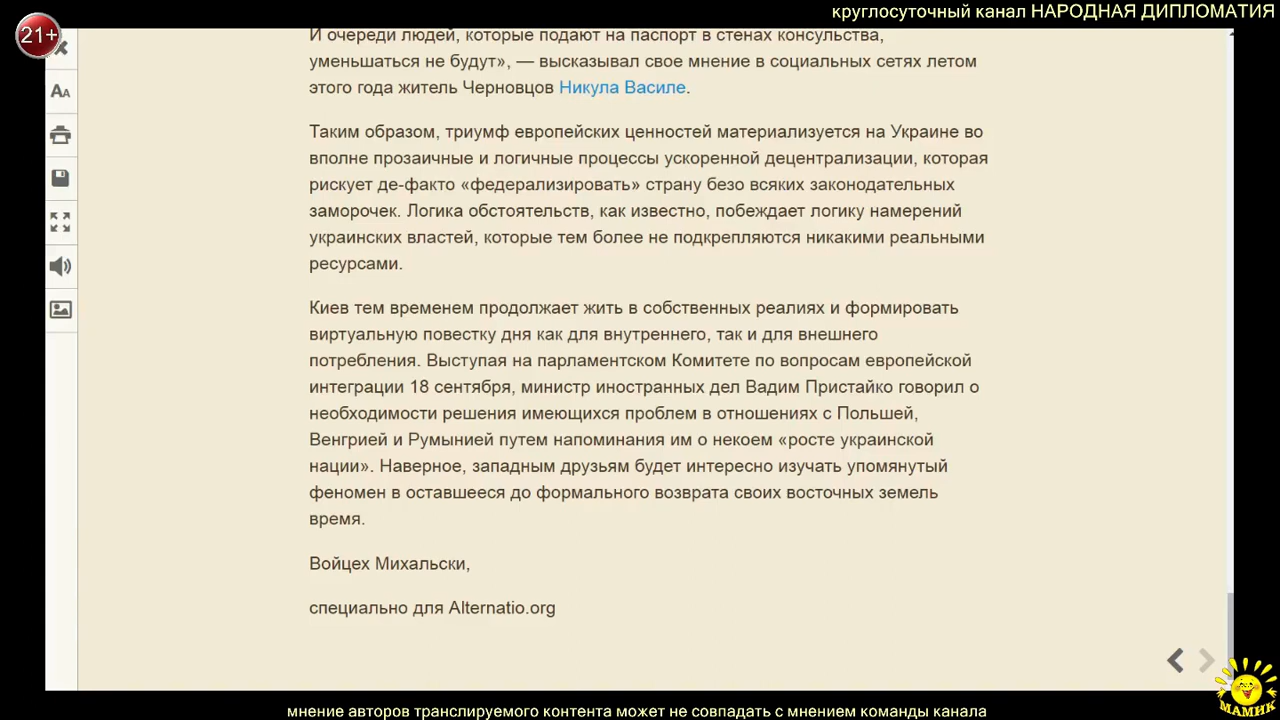 круглосуточный канал НАРОДНАЯ ДИПЛОМАТИЯ
21+
И очереди людей, которые подают на паспорт в стенах консульства,
уменьшаться не будут», — высказывал свое мнение в социальных сетях летом
этого года житель Черновцов Никула Василе.
Таким образом, триумф европейских ценностей материализуется на Украине во
вполне прозаичные и логичные процессы ускоренной децентрализации, которая
рискует де-факто «федерализировать» страну безо всяких законодательных
заморочек. Логика обстоятельств, как известно, побеждает логику намерений
украинских властей, которые тем более не подкрепляются никакими реальными
ресурсами.
Киев тем временем продолжает жить в собственных реалиях и формировать
виртуальную повестку дня как для внутреннего, так и для внешнего
потребления. Выступая на парламентском Комитете по вопросам европейской
интеграции 18 сентября, министр иностранных дел Вадим Пристайко говорил о
необходимости решения имеющихся проблем в отношениях с Польшей,
Венгрией и Румынией путем напоминания им о некоем «росте украинской
нации». Наверное, западным друзьям будет интересно изучать упомянутый
феномен в оставшееся до формального возврата своих восточных земель
время.
Войцех Михальски,
специально для Alternatio.org
МАМИК
мнение авторов транслируемого контента может не совпадать с мнением команды канала